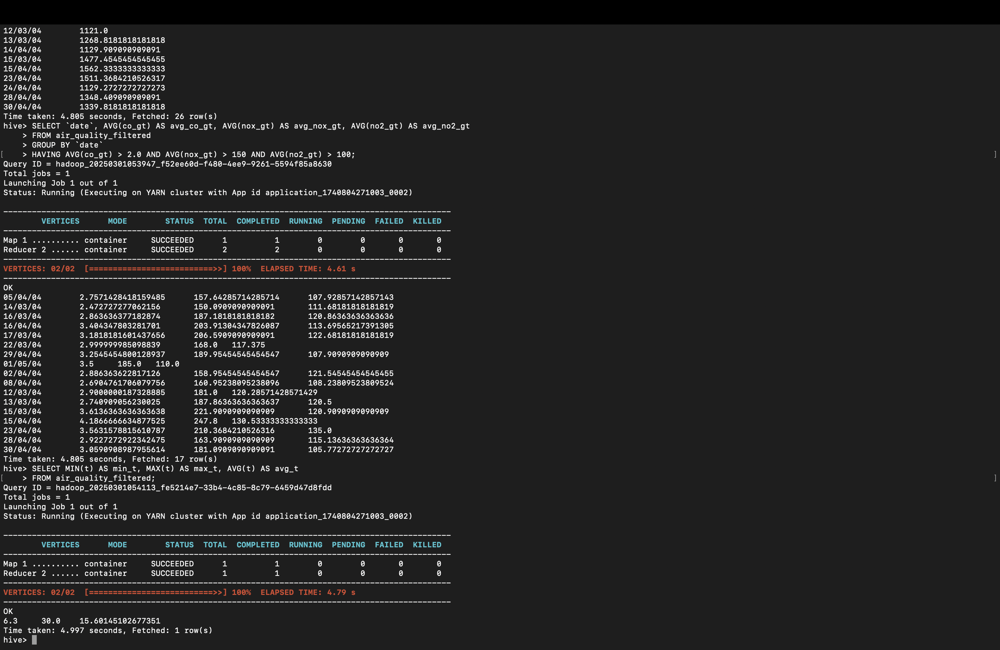 12/03/04        1121.0
13/03/04        1268.8181818181818
14/04/04        1129.909090909091
15/03/04        1477.4545454545455
15/04/04        1562.3333333333333
23/04/04        1511.3684210526317
24/04/04        1129.2727272727273
28/04/04        1348.409090909091
30/04/04        1339.8181818181818
Time taken: 4.805 seconds, Fetched: 26 row(s)
hive> SELECT `date`, AVG(co_gt) AS avg_co_gt, AVG(nox_gt) AS avg_nox_gt, AVG(no2_gt) AS avg_no2_gt
    > FROM air_quality_filtered
    > GROUP BY `date`
[    > HAVING AVG(co_gt) > 2.0 AND AVG(nox_gt) > 150 AND AVG(no2_gt) > 100; ]
Query ID = hadoop_20250301053947_f52ee60d-f480-4ee9-9261-5594f85a8630
Total jobs = 1
Launching Job 1 out of 1
Status: Running (Executing on YARN cluster with App id application_1740804271003_0002)
----------------------------------------------------------------------------------------------
        VERTICES      MODE        STATUS  TOTAL  COMPLETED  RUNNING  PENDING  FAILED  KILLED
----------------------------------------------------------------------------------------------
Map 1 .......... container     SUCCEEDED      1          1        0        0       0       0
Reducer 2 ...... container     SUCCEEDED      2          2        0        0       0       0
----------------------------------------------------------------------------------------------
VERTICES: 02/02  [==========================>>] 100%  ELAPSED TIME: 4.61 s
----------------------------------------------------------------------------------------------
OK
05/04/04        2.7571428418159485      157.64285714285714      107.92857142857143
14/03/04        2.472727277062156       150.0909090909091       111.68181818181819
16/03/04        2.863636377182874       187.1818181818182       120.86363636363636
16/04/04        3.404347803281701       203.91304347826087      113.69565217391305
17/03/04        3.1818181601437656      206.5909090909091       122.68181818181819
22/03/04        2.999999985098839       168.0   117.375
29/04/04        3.2545454800128937      189.95454545454547      107.9090909090909
01/05/04        3.5     185.0   110.0
02/04/04        2.886363622817126       158.95454545454547      121.54545454545455
08/04/04        2.6904761706079756      160.95238095238096      108.23809523809524
12/03/04        2.9000000187328885      181.0   120.28571428571429
13/03/04        2.740909056230025       187.86363636363637      120.5
15/03/04        3.6136363636363638      221.9090909090909       120.9090909090909
15/04/04        4.1866666634877525      247.8   130.53333333333333
23/04/04        3.5631578815610787      210.3684210526316       135.0
28/04/04        2.9227272922342475      163.9090909090909       115.13636363636364
30/04/04        3.0590908987955614      181.0909090909091       105.77272727272727
Time taken: 4.805 seconds, Fetched: 17 row(s)
hive> SELECT MIN(t) AS min_t, MAX(t) AS max_t, AVG(t) AS avg_t
[    > FROM air_quality_filtered; ]
Query ID = hadoop_20250301054113_fe5214e7-33b4-4c85-8c79-6459d47d8fdd
Total jobs = 1
Launching Job 1 out of 1
Status: Running (Executing on YARN cluster with App id application_1740804271003_0002)
----------------------------------------------------------------------------------------------
        VERTICES      MODE        STATUS  TOTAL  COMPLETED  RUNNING  PENDING  FAILED  KILLED
----------------------------------------------------------------------------------------------
Map 1 .......... container     SUCCEEDED      1          1        0        0       0       0
Reducer 2 ...... container     SUCCEEDED      1          1        0        0       0       0
----------------------------------------------------------------------------------------------
VERTICES: 02/02  [==========================>>] 100%  ELAPSED TIME: 4.79 s
----------------------------------------------------------------------------------------------
OK
6.3     30.0    15.60145102677351
Time taken: 4.997 seconds, Fetched: 1 row(s)
hive>